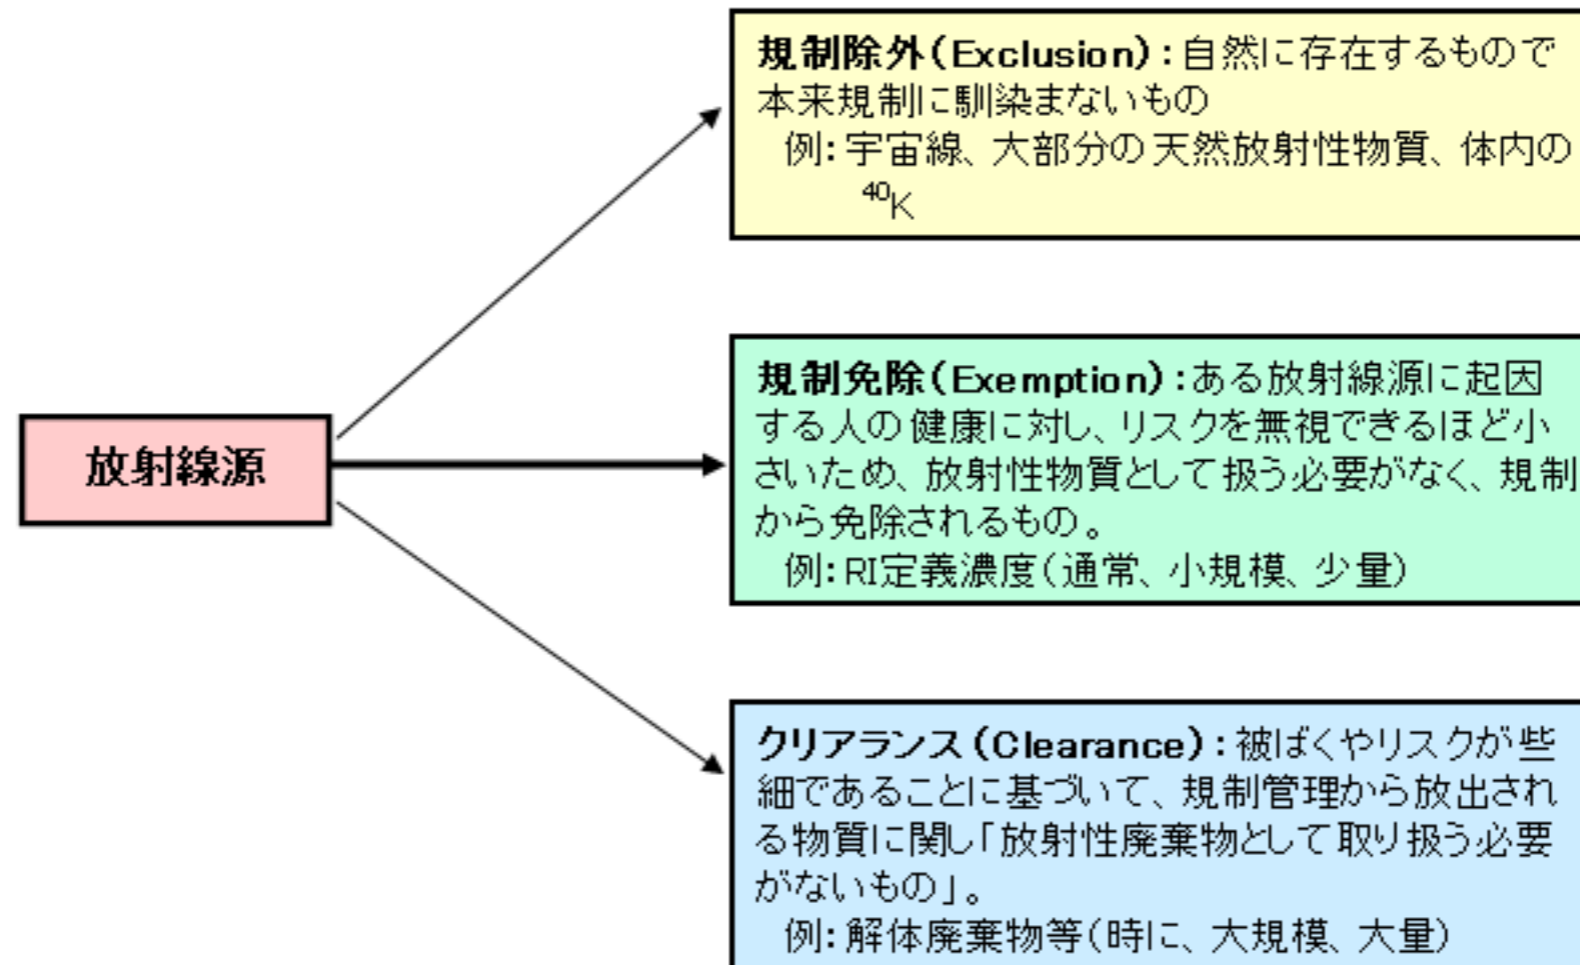 規制除外(Exclusion):自然に存在するもので
本来規制に馴染まないもの
例:宇宙線、大部分の天然放射性物質、体内の
⁴⁰K
規制免除(Exemption):ある放射線源に起因
する人の健康に対し、リスクを無視できるほど小
さいため、放射性物質として扱う必要がなく、規制
から免除されるもの。
例:RI定義濃度(通常、小規模、少量)
放射線源
クリアランス(Clearance):被ばくやリスクが些
細であることに基づいて、規制管理から放出され
る物質に関し「放射性廃棄物として取り扱う必要
がないもの」。
例:解体廃棄物等(時に、大規模、大量)